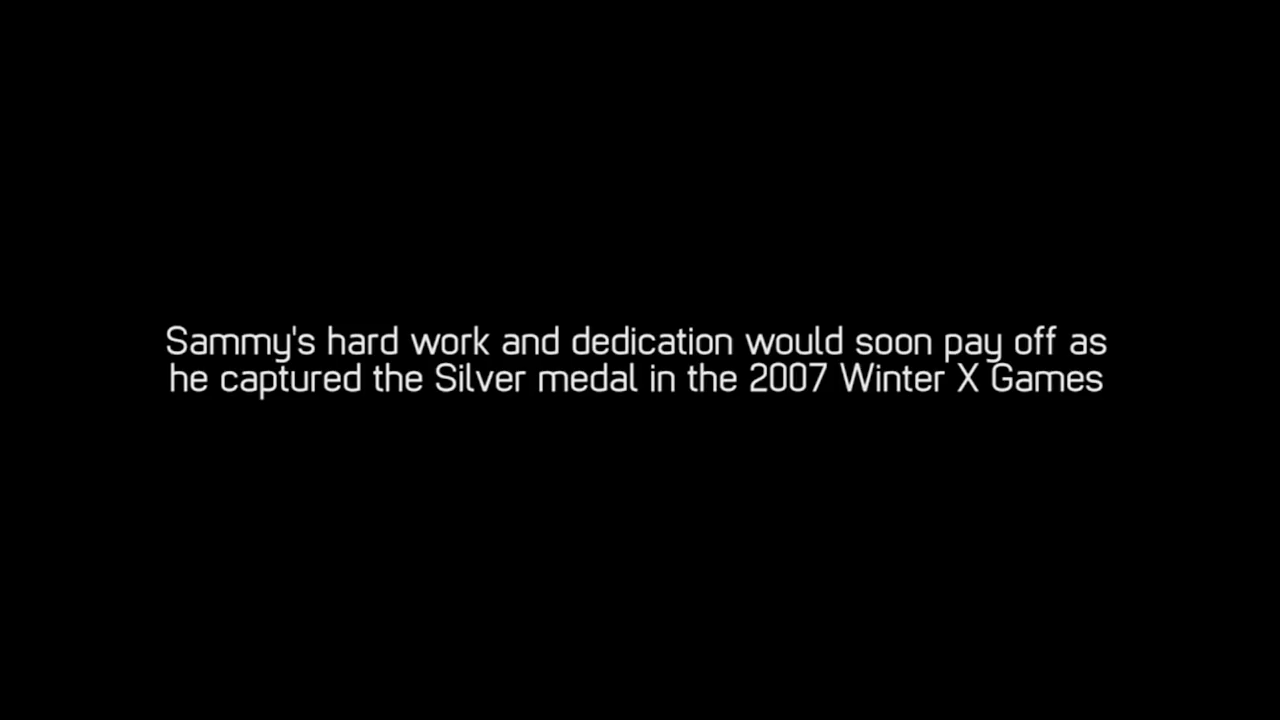 Sammy's hard work and dedication would soon pay off as
he captured the Silver medal in the 2007 Winter X Games